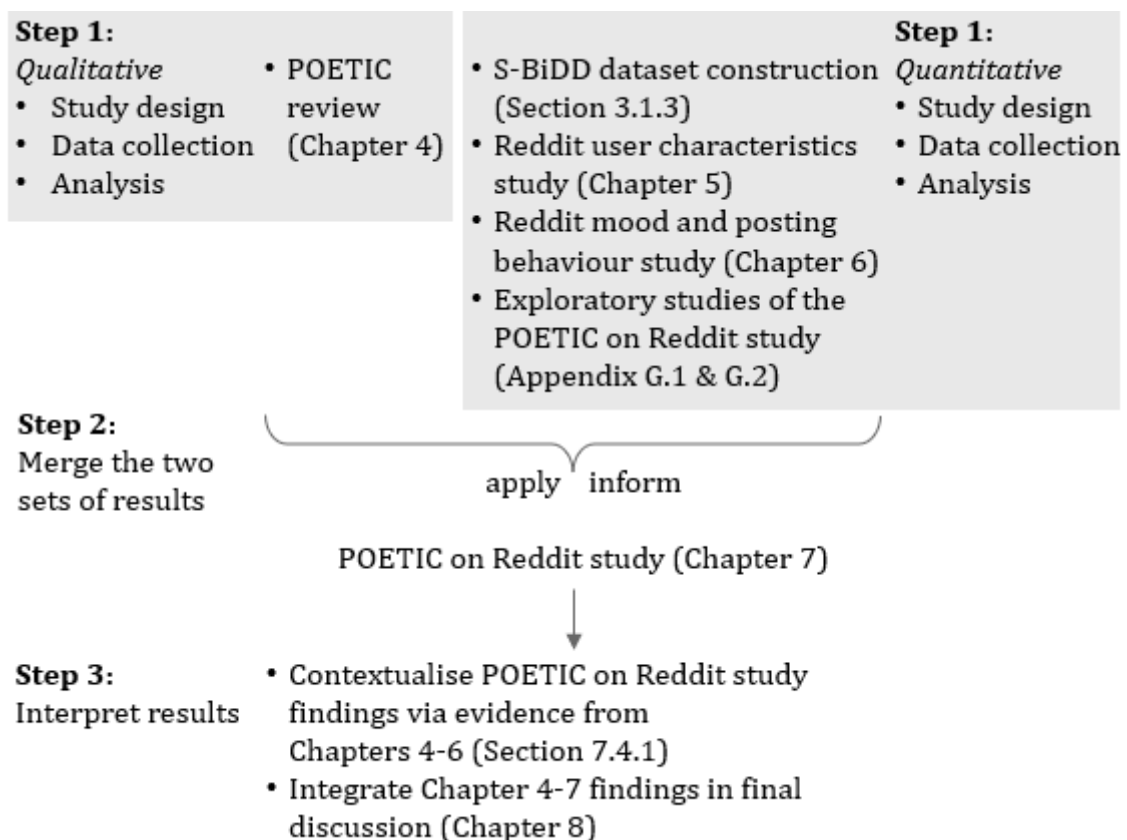 Step 1:
Qualitative
• Study design
• Data collection
• Analysis
• POETIC
review
(Chapter 4)
• S-BiDD dataset construction
(Section 3.1.3)
• Reddit user characteristics
study (Chapter 5)
• Reddit mood and posting
behaviour study (Chapter 6)
• Exploratory studies of the
POETIC on Reddit study
(Appendix G.1 & G.2)
Step 1:
Quantitative
• Study design
• Data collection
• Analysis
Step 2:
Merge the two
sets of results
apply inform
POETIC on Reddit study (Chapter 7)
Step 3:
Interpret results
• Contextualise POETIC on Reddit study
findings via evidence from
Chapters 4-6 (Section 7.4.1)
• Integrate Chapter 4-7 findings in final
discussion (Chapter 8)